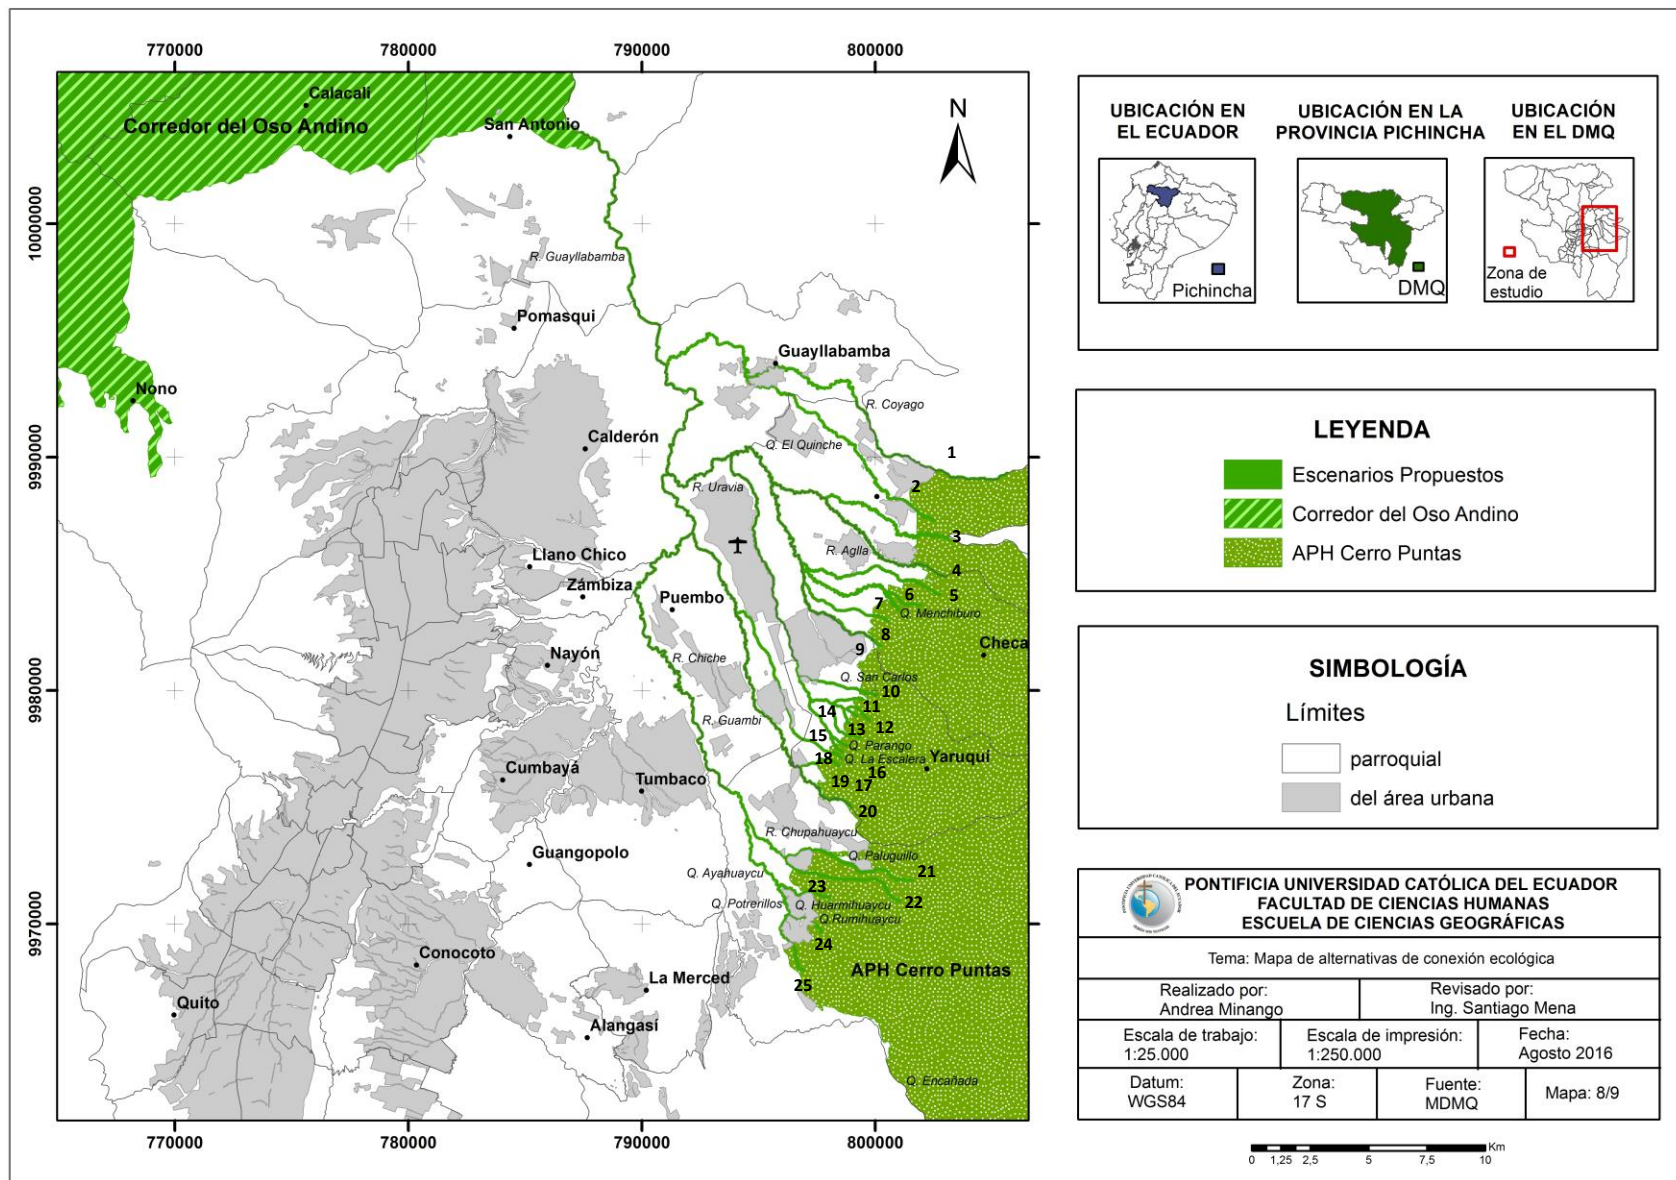 770000
780000
790000
800000
Calacali
Corredor del Oso Andino
San Antonio
N
10000000
R. Guayllabamba
Pomasqui
Guayllabamba
Nono
R. Coyago
Calderón
Q. El Quinche
1
9990000
R. Uravia
2
3
Llano Chico
R. Aglla
4
Zámbiza
Puembo
5
6
7
Q. Menchiburo
8
Checa
Nayón
R. Chiche
9
Q. San Carlos
9980000
10
11
14
12
13
R. Guambi
15
Q. Parango
18
Q. La Escalera
Yaruquí
Cumbayá
Tumbaco
16
19
17
20
R. Chupahuaycu
Guangopolo
Q. Paluguillo
Q. Ayahuaycu
21
23
22
Q. Potrerillos
Q. Huarmihuaycu
Q.Rumihuaycu
9970000
24
Conocoto
APH Cerro Puntas
La Merced
25
Quito
Alangasí
Q. Encañada
770000
780000
790000
800000
UBICACIÓN EN
EL ECUADOR
Pichincha
UBICACIÓN EN LA
PROVINCIA PICHINCHA
DMQ
UBICACIÓN
EN EL DMQ
Zona de
estudio
LEYENDA
Escenarios Propuestos
Corredor del Oso Andino
APH Cerro Puntas
SIMBOLOGÍA
Límites
parroquial
del área urbana
PONTIFICIA UNIVERSIDAD CATÓLICA DEL ECUADOR
FACULTAD DE CIENCIAS HUMANAS
ESCUELA DE CIENCIAS GEOGRÁFICAS
Tema: Mapa de alternativas de conexión ecológica
Realizado por:
Andrea Minango
Revisado por:
Ing. Santiago Mena
Escala de trabajo:
1:25.000
Escala de impresión:
1:250.000
Fecha:
Agosto 2016
Datum:
WGS84
Zona:
17 S
Fuente:
MDMQ
Mapa: 8/9
Km
0 1,25 2,5 5 7,5 10